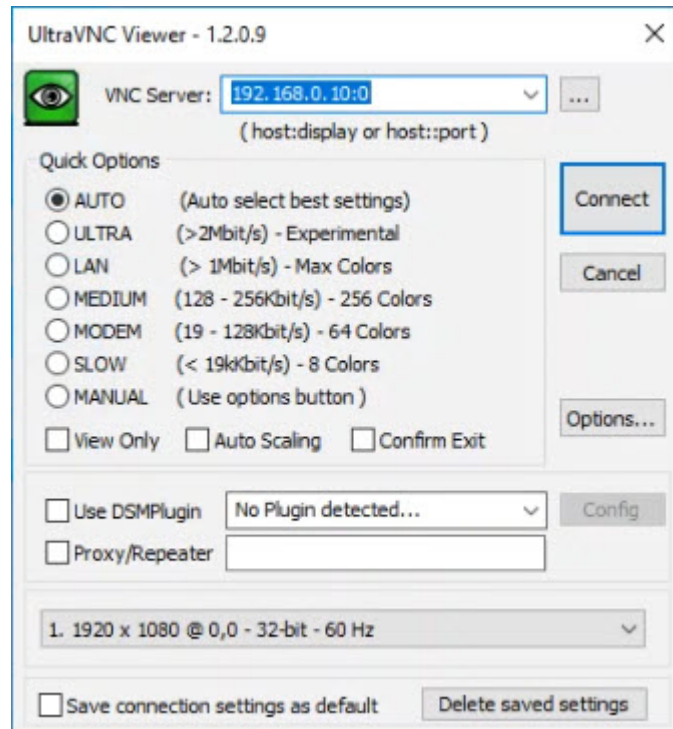 UltraVNC Viewer - 1.2.0.9
VNC Server: 192.168.0.10:0 ...
( host:display or host::port )
Quick Options
AUTO (Auto select best settings)
ULTRA (>2Mbit/s) - Experimental
LAN (> 1Mbit/s) - Max Colors
MEDIUM (128 - 256Kbit/s) - 256 Colors
MODEM (19 - 128Kbit/s) - 64 Colors
SLOW (< 19kKbit/s) - 8 Colors
MANUAL ( Use options button )
View Only Auto Scaling Confirm Exit
Connect
Cancel
Options...
Use DSMPlugin No Plugin detected... Config
Proxy/Repeater
1. 1920 x 1080 @ 0,0 - 32-bit - 60 Hz
Save connection settings as default Delete saved settings